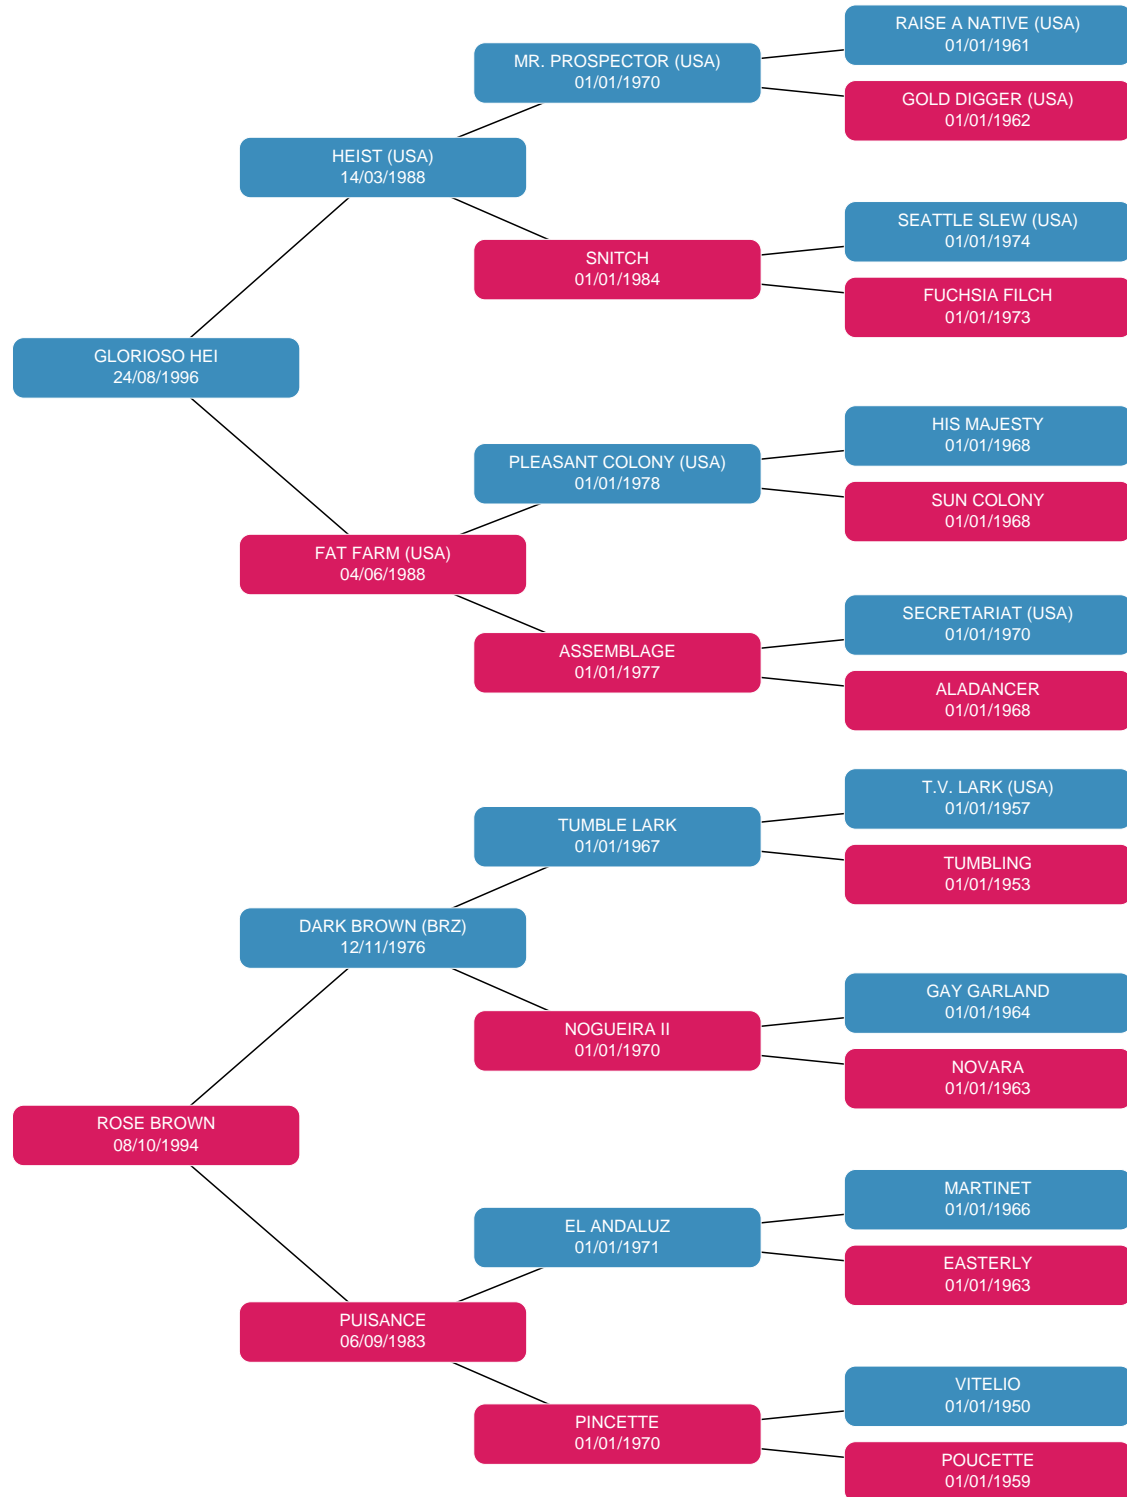 RAISE A NATIVE (USA)
01/01/1961
MR. PROSPECTOR (USA)
01/01/1970
GOLD DIGGER (USA)
01/01/1962
HEIST (USA)
14/03/1988
SEATTLE SLEW (USA)
01/01/1974
SNITCH
01/01/1984
FUCHSIA FILCH
01/01/1973
GLORIOSO HEI
24/08/1996
HIS MAJESTY
01/01/1968
PLEASANT COLONY (USA)
01/01/1978
SUN COLONY
01/01/1968
FAT FARM (USA)
04/06/1988
SECRETARIAT (USA)
01/01/1970
ASSEMBLAGE
01/01/1977
ALADANCER
01/01/1968
T.V. LARK (USA)
01/01/1957
TUMBLE LARK
01/01/1967
TUMBLING
01/01/1953
DARK BROWN (BRZ)
12/11/1976
GAY GARLAND
01/01/1964
NOGUEIRA II
01/01/1970
NOVARA
01/01/1963
ROSE BROWN
08/10/1994
MARTINET
01/01/1966
EL ANDALUZ
01/01/1971
EASTERLY
01/01/1963
PUISANCE
06/09/1983
VITELIO
01/01/1950
PINCETTE
01/01/1970
POUCETTE
01/01/1959